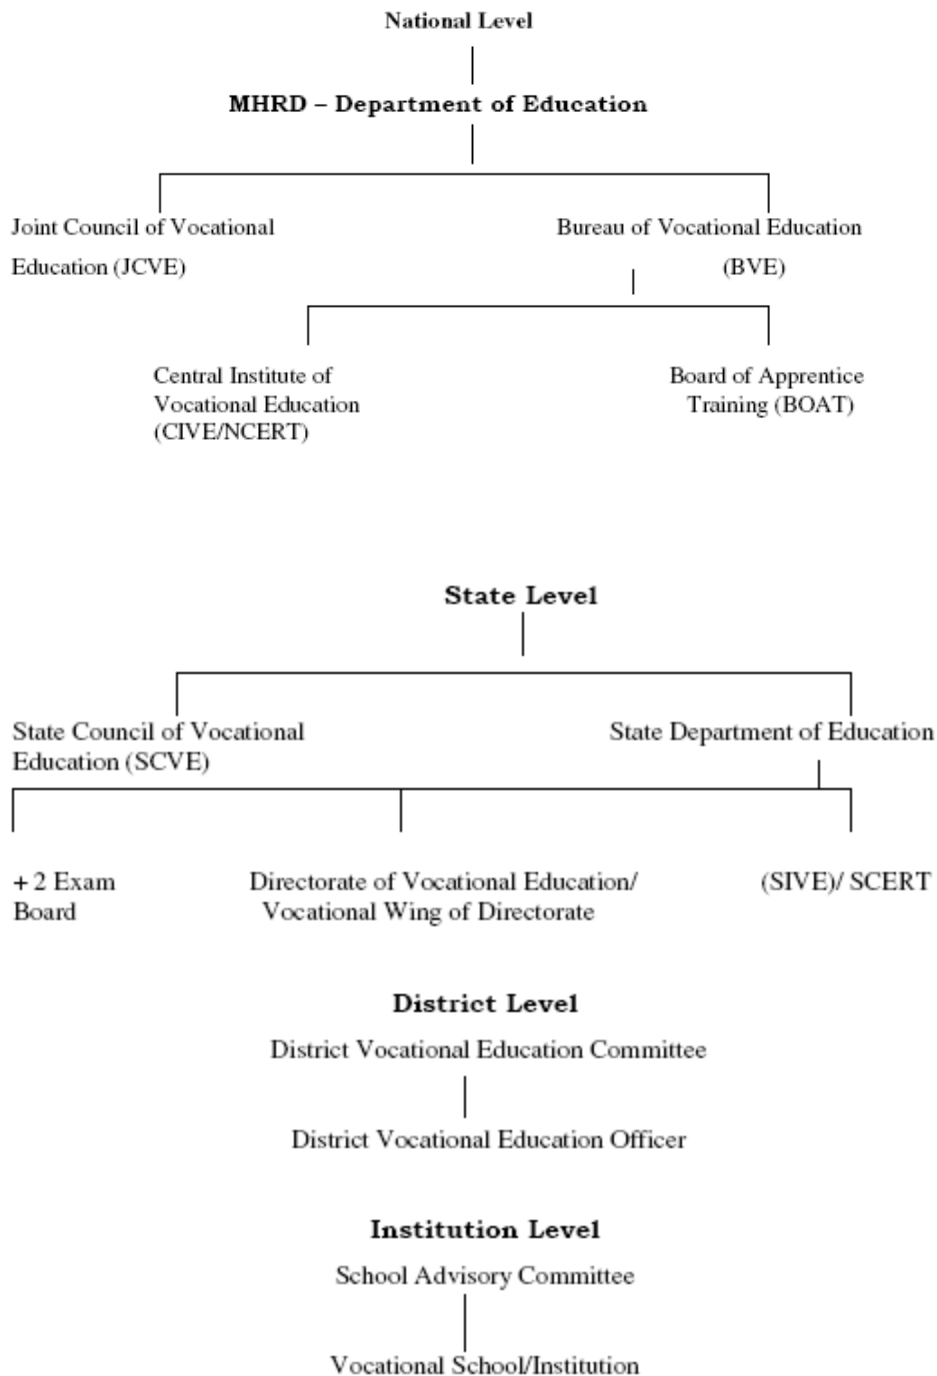 National Level
MHRD – Department of Education
Joint Council of Vocational
Education (JCVE)
Bureau of Vocational Education
(BVE)
Central Institute of
Vocational Education
(CIVE/NCERT)
Board of Apprentice
Training (BOAT)
State Level
State Council of Vocational
Education (SCVE)
State Department of Education
+ 2 Exam
Board
Directorate of Vocational Education/
Vocational Wing of Directorate
(SIVE)/ SCERT
District Level
District Vocational Education Committee
District Vocational Education Officer
Institution Level
School Advisory Committee
Vocational School/Institution